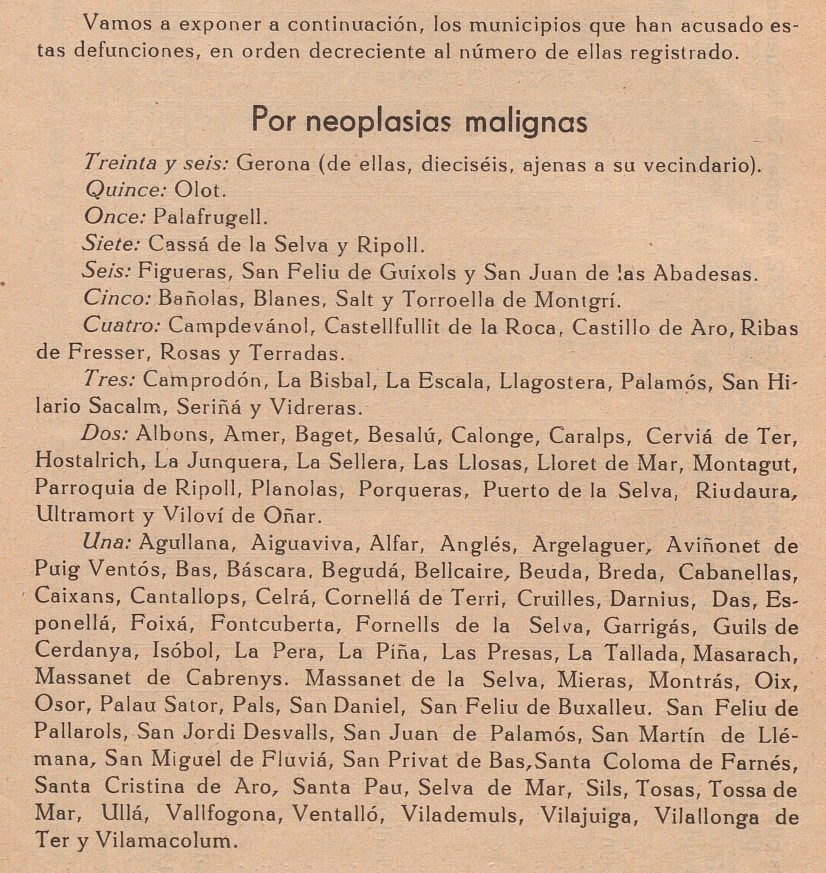 Vamos a exponer a continuación, los municipios que han acusado es-
tas defunciones, en orden decreciente al número de ellas registrado.
Por neoplasias malignas
Treinta y seis: Gerona (de ellas, dieciséis, ajenas a su vecindario).
Quince: Olot.
Once: Palafrugell.
Siete: Cassá de la Selva y Ripoll.
Seis: Figueras, San Feliu de Guíxols y San Juan de las Abadesas.
Cinco: Bañolas, Blanes, Salt y Torroella de Montgrí.
Cuatro: Campdevánol, Castellfullit de la Roca, Castillo de Aro, Ribas
de Fresser, Rosas y Terradas.
Tres: Camprodón, La Bisbal, La Escala, Llagostera, Palamós, San Hi-
lario Sacalm, Seriñá y Vidreras.
Dos: Albons, Amer, Baget, Besalú, Calonge, Caralps, Cerviá de Ter,
Hostalrich, La Junquera, La Sellera, Las Llosas, Lloret de Mar, Montagut,
Parroquia de Ripoll, Planolas, Porqueras, Puerto de la Selva, Riudaura,
Ultramort y Viloví de Oñar.
Una: Agullana, Aiguaviva, Alfar, Anglés, Argelaguer, Aviñonet de
Puig Ventós, Bas, Báscara. Begudá, Bellcaire, Beuda, Breda, Cabanellas,
Caixans, Cantallops, Celrá, Cornellá de Terri, Cruilles, Darnius, Das, Es-
ponellá, Foixá, Fontcuberta, Fornells de la Selva, Garrigás, Guils de
Cerdanya, Isóbol, La Pera, La Piña, Las Presas, La Tallada, Masarach,
Massanet de Cabrenys. Massanet de la Selva, Mieras, Montrás, Oix,
Osor, Palau Sator, Pals, San Daniel, San Feliu de Buxalleu. San Feliu de
Pallarols, San Jordi Desvalls, San Juan de Palamós, San Martín de Llé-
mana, San Miguel de Fluviá, San Privat de Bas, Santa Coloma de Farnés,
Santa Cristina de Aro, Santa Pau, Selva de Mar, Sils, Tosas, Tossa de
Mar, Ullá, Vallfogona, Ventalló, Vilademuls, Vilajuiga, Vilallonga de
Ter y Vilamacolum.